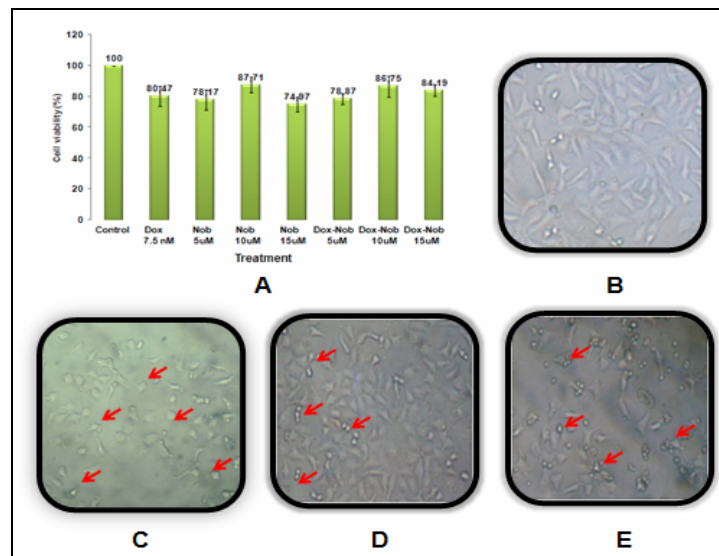 120
100
80
60
40
20
0
Cell viability (%)
100
80.47
78.17
87.71
74.97
78.87
86.75
84.19
Control
Dox
7.5 nM
Nob
5uM
Nob
10uM
Nob
15uM
Dox-Nob
5uM
Dox-Nob
10uM
Dox-Nob
15uM
Treatment
A
B
C
D
E